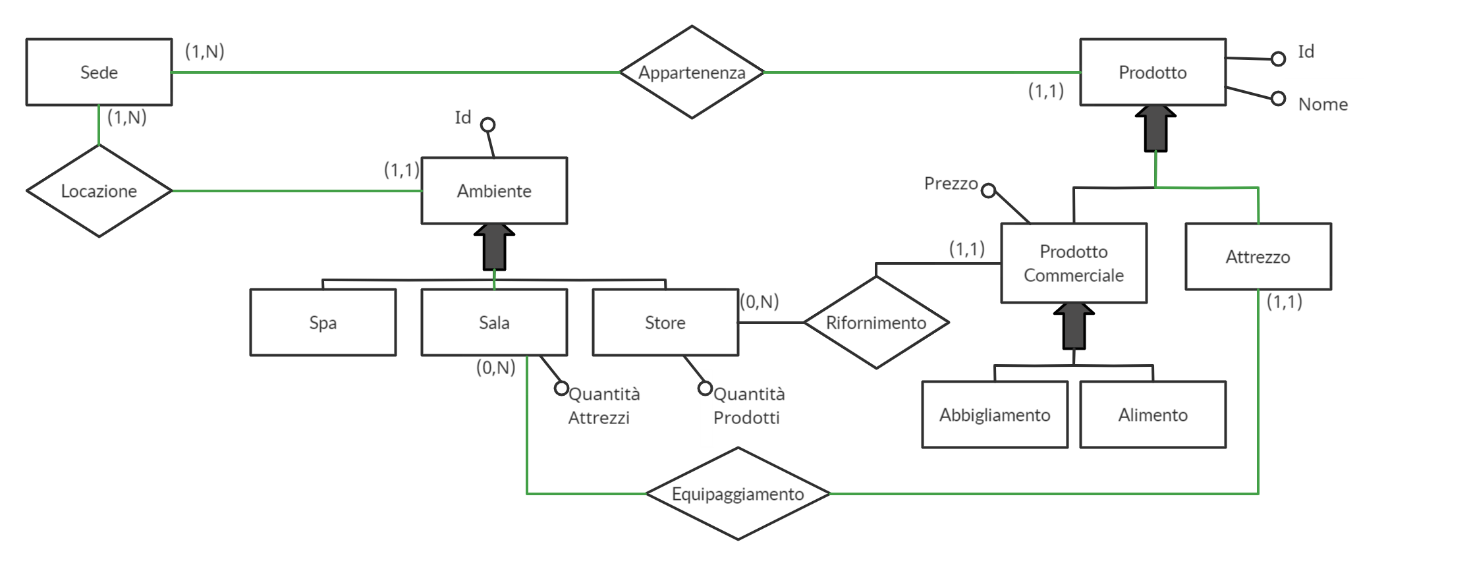 (1,N)
Sede
Appartenenza
Prodotto
Id
(1,1)
Nome
(1,N)
Id
Locazione
(1,1)
Ambiente
Prezzo
(1,1)
Prodotto
Commerciale
Attrezzo
Spa
Sala
Store
(0,N)
Rifornimento
(1,1)
(0,N)
Quantità
Attrezzi
Quantità
Prodotti
Abbigliamento
Alimento
Equipaggiamento